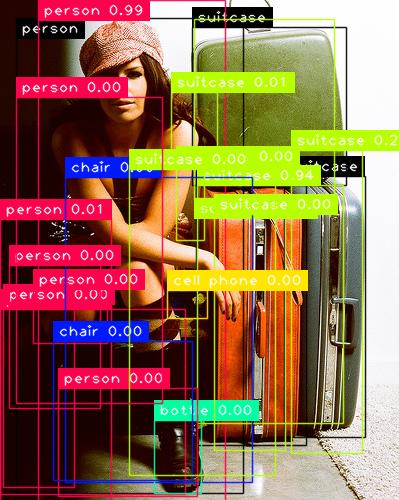 person 0.99
person
suitcase
person 0.00
suitcase 0.01
suitcase 0.2
suitcase 0.00
0.00
chair 0.00
suitcase 0.94
person 0.01
suitcase 0.00
person 0.00
person 0.00
cell phone 0.00
person 0.00
chair 0.00
person 0.00
bottle 0.00